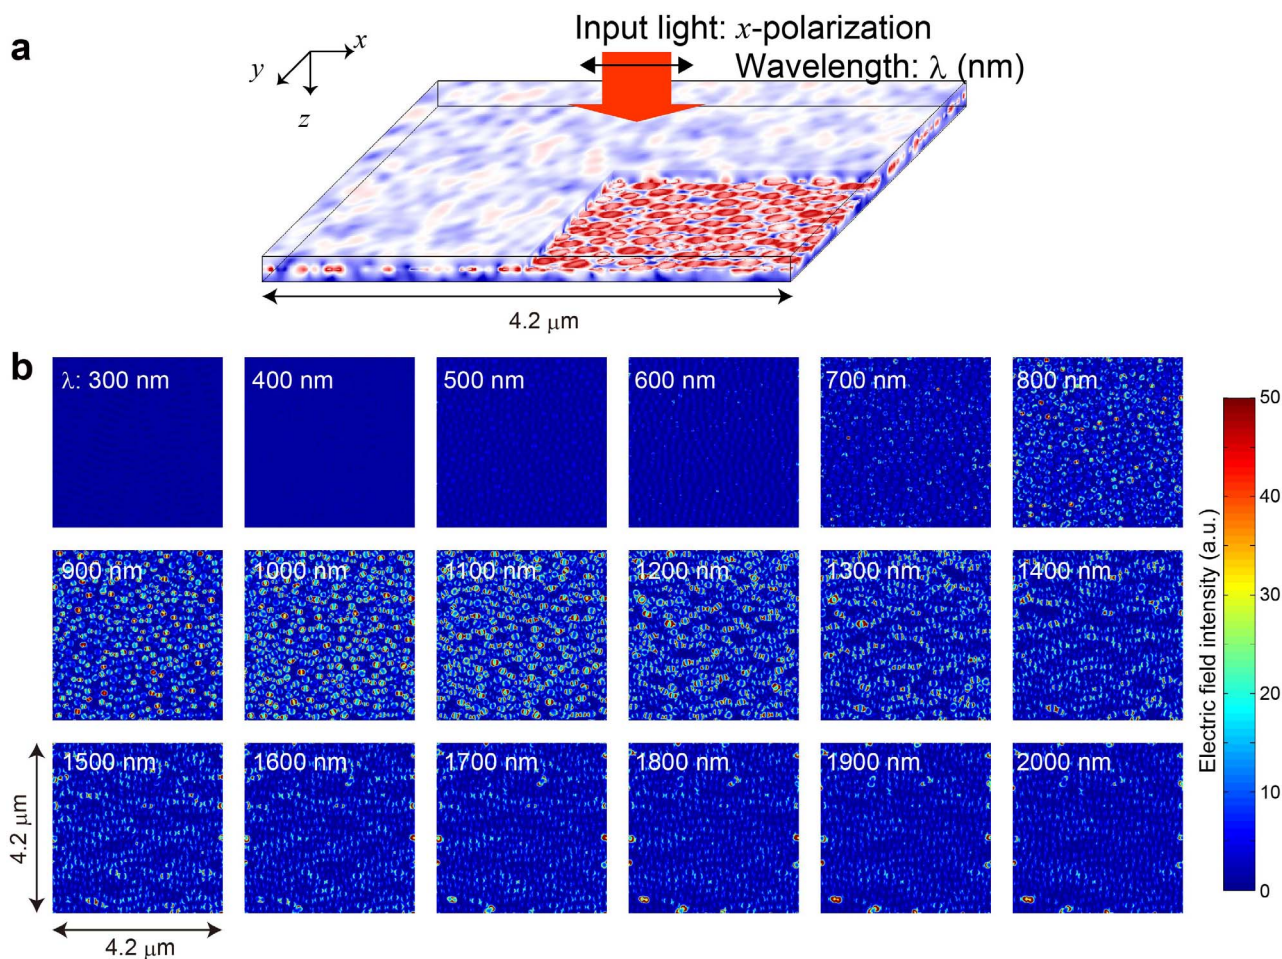 a
Input light: x-polarization
Wavelength: λ (nm)
x
y
z
4.2 μm
b
λ: 300 nm
400 nm
500 nm
600 nm
700 nm
800 nm
900 nm
1000 nm
1100 nm
1200 nm
1300 nm
1400 nm
1500 nm
1600 nm
1700 nm
1800 nm
1900 nm
2000 nm
4.2 μm
4.2 μm
50
40
30
20
10
0
Electric field intensity (a.u.)